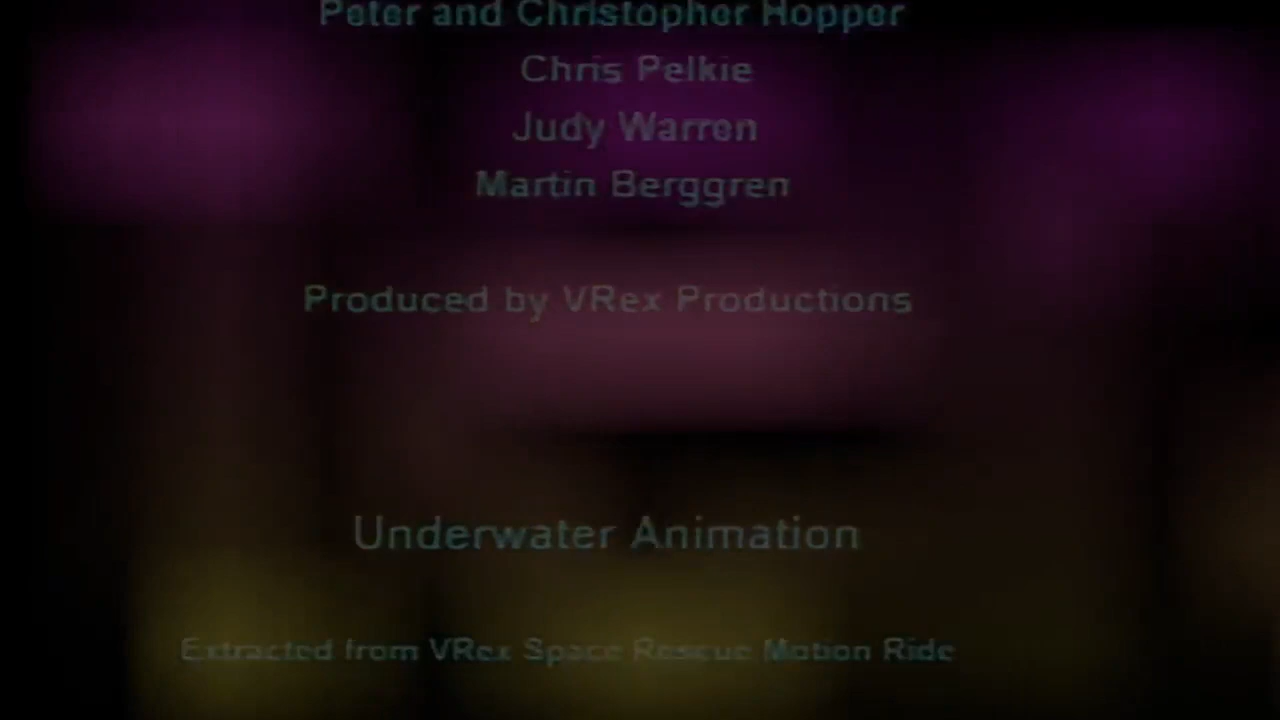 Peter and Christopher Hopper
Chris Pelkie
Judy Warren
Martin Berggren
Produced by VRex Productions
Underwater Animation
Extracted from VRex Space Rescue Motion Ride